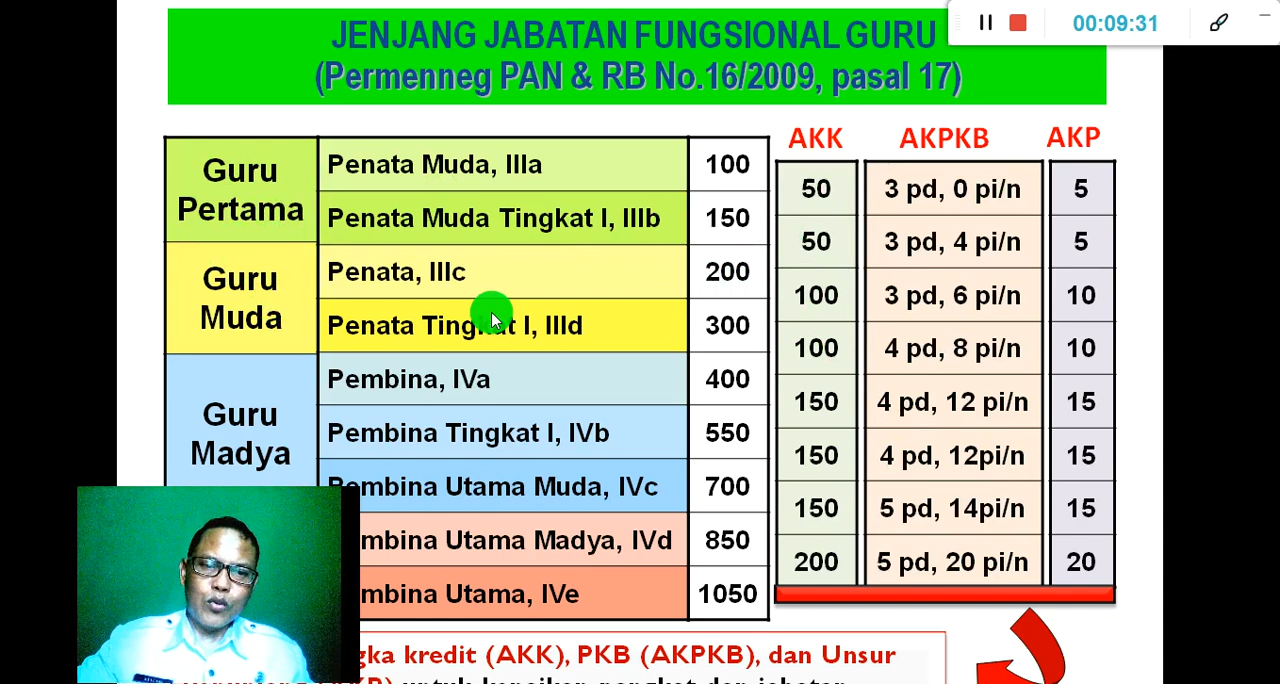 JENJANG JABATAN FUNGSIONAL GURU
(Permenneg PAN & RB No.16/2009, pasal 17)
00:09:31
AKK AKPKB AKP
Guru Pertama
Penata Muda, IIIa 100
Penata Muda Tingkat I, IIIb 150
Guru Muda
Penata, IIIc 200
Penata Tingkat I, IIId 300
Guru Madya
Pembina, IVa 400
Pembina Tingkat I, IVb 550
Pembina Utama Muda, IVc 700
mbina Utama Madya, IVd 850
mbina Utama, IVe 1050
50 3 pd, 0 pi/n 5
50 3 pd, 4 pi/n 5
100 3 pd, 6 pi/n 10
100 4 pd, 8 pi/n 10
150 4 pd, 12 pi/n 15
150 4 pd, 12pi/n 15
150 5 pd, 14pi/n 15
200 5 pd, 20 pi/n 20
gka kredit (AKK), PKB (AKPKB), dan Unsur